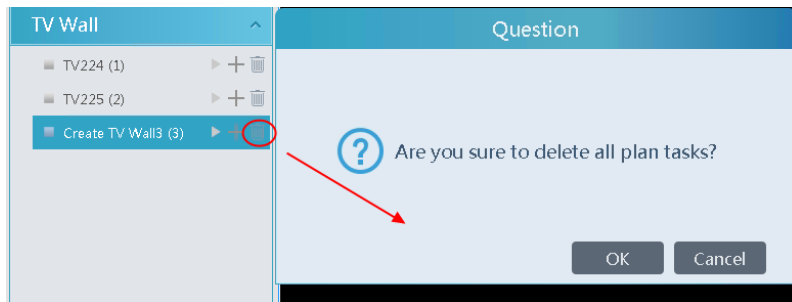 TV Wall
TV224 (1)
TV225 (2)
Create TV Wall3 (3)
Question
Are you sure to delete all plan tasks?
OK
Cancel